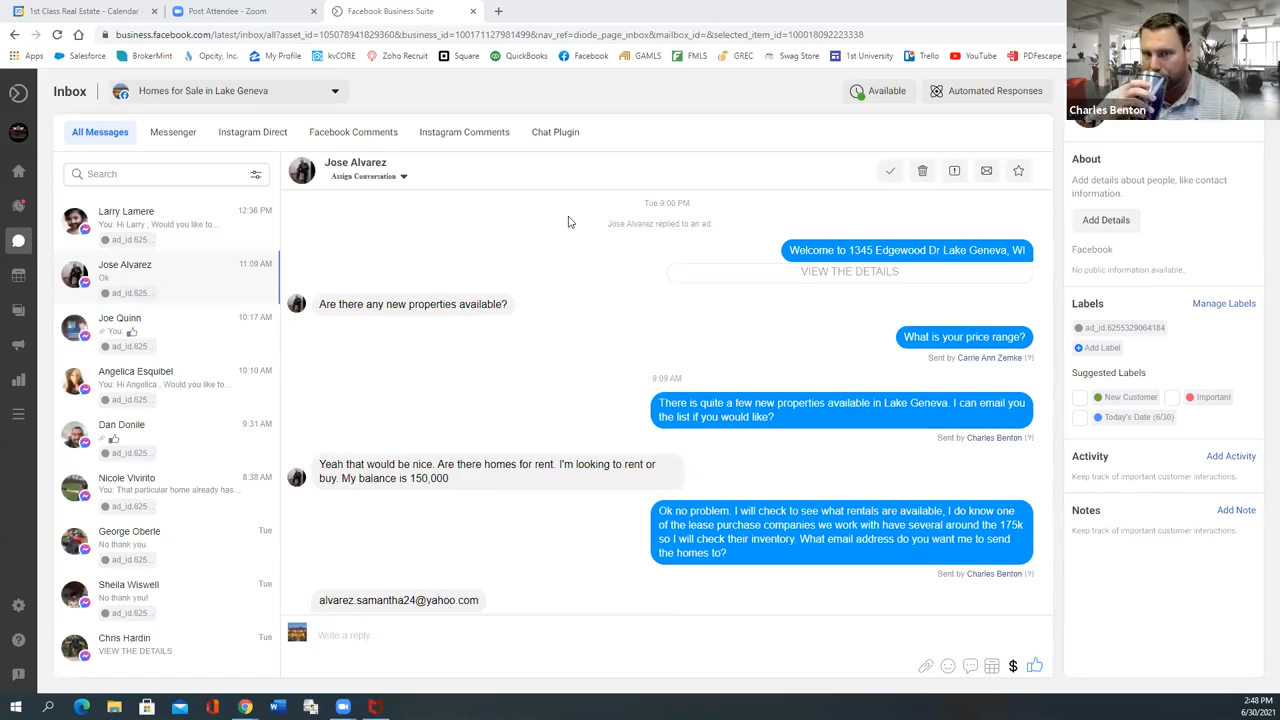 1st Class Real Estate - Calendar
Post Attendee - Zoom
Facebook Business Suite
business.facebook.com/latest/inbox/all?asset_id=105078941829360&business_id=100171127981499&nav_ref=diode_page_inbox&mailbox_id=&selected_item_id=100018092223338
Apps
Salesforce
BrokerMint
Opcity, Inc.
My Profile
kvCORE
Zoho Recruit
Square
QuickBooks
Facebook
GAMLS
FMLS
GREC
Swag Store
1st University
Trello
YouTube
PDFescape
Charles Benton
Inbox
Homes for Sale in Lake Geneva
Available
Automated Responses
All Messages
Messenger
Instagram Direct
Facebook Comments
Instagram Comments
Chat Plugin
Search
Larry Lamere
12:36 PM
You: Hi Larry , Would you like to...
ad_id.625...
Jose Alvarez
11:09 AM
Ok
ad_id.625...
Joe Quinn
10:17 AM
You:
ad_id.625...
Angelica Esquibel
10:10 AM
You: Hi Angelica , Would you like to...
ad_id.625...
Dan Donile
9:31 AM
ad_id.625...
Nicole Vivirito
8:38 AM
You: That particular home already has...
ad_id.625...
George Oberle
Tue
No thank you.
ad_id.625...
Sheila Wiswell
Tue
No thank you!
ad_id.625...
Chris Hardin
Tue
VIEW THE DETAILS
Jose Alvarez
Assign Conversation
Tue 9:00 PM
Jose Alvarez replied to an ad.
Welcome to 1345 Edgewood Dr Lake Geneva, WI
VIEW THE DETAILS
Are there any new properties available?
What is your price range?
Sent by Carrie Ann Zemke [?]
9:09 AM
There is quite a few new properties available in Lake Geneva. I can email you
the list if you would like?
Sent by Charles Benton [?]
Yeah that would be nice. Are there homes for rent. I'm looking to rent or
buy. My balance is 150,000
Ok no problem. I will check to see what rentals are available, I do know one
of the lease purchase companies we work with have several around the 175k
so I will check their inventory. What email address do you want me to send
the homes to?
Sent by Charles Benton [?]
alvarez.samantha24@yahoo com
Write a reply...
$
About
Add details about people, like contact
information.
Add Details
Facebook
No public information available..
Labels
Manage Labels
ad_id.6255329064184
Add Label
Suggested Labels
New Customer
Important
Today's Date (6/30)
Activity
Add Activity
Keep track of important customer interactions.
Notes
Add Note
Keep track of important customer interactions.
2:48 PM
6/30/2021